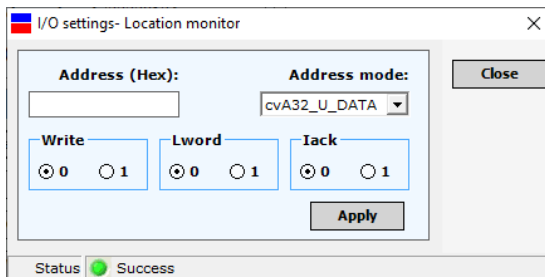 I/O settings- Location monitor
Address (Hex):
Address mode:
Close
cvA32_U_DATA
Write
Lword
Iack
0 1
0 1
0 1
Apply
Status Success